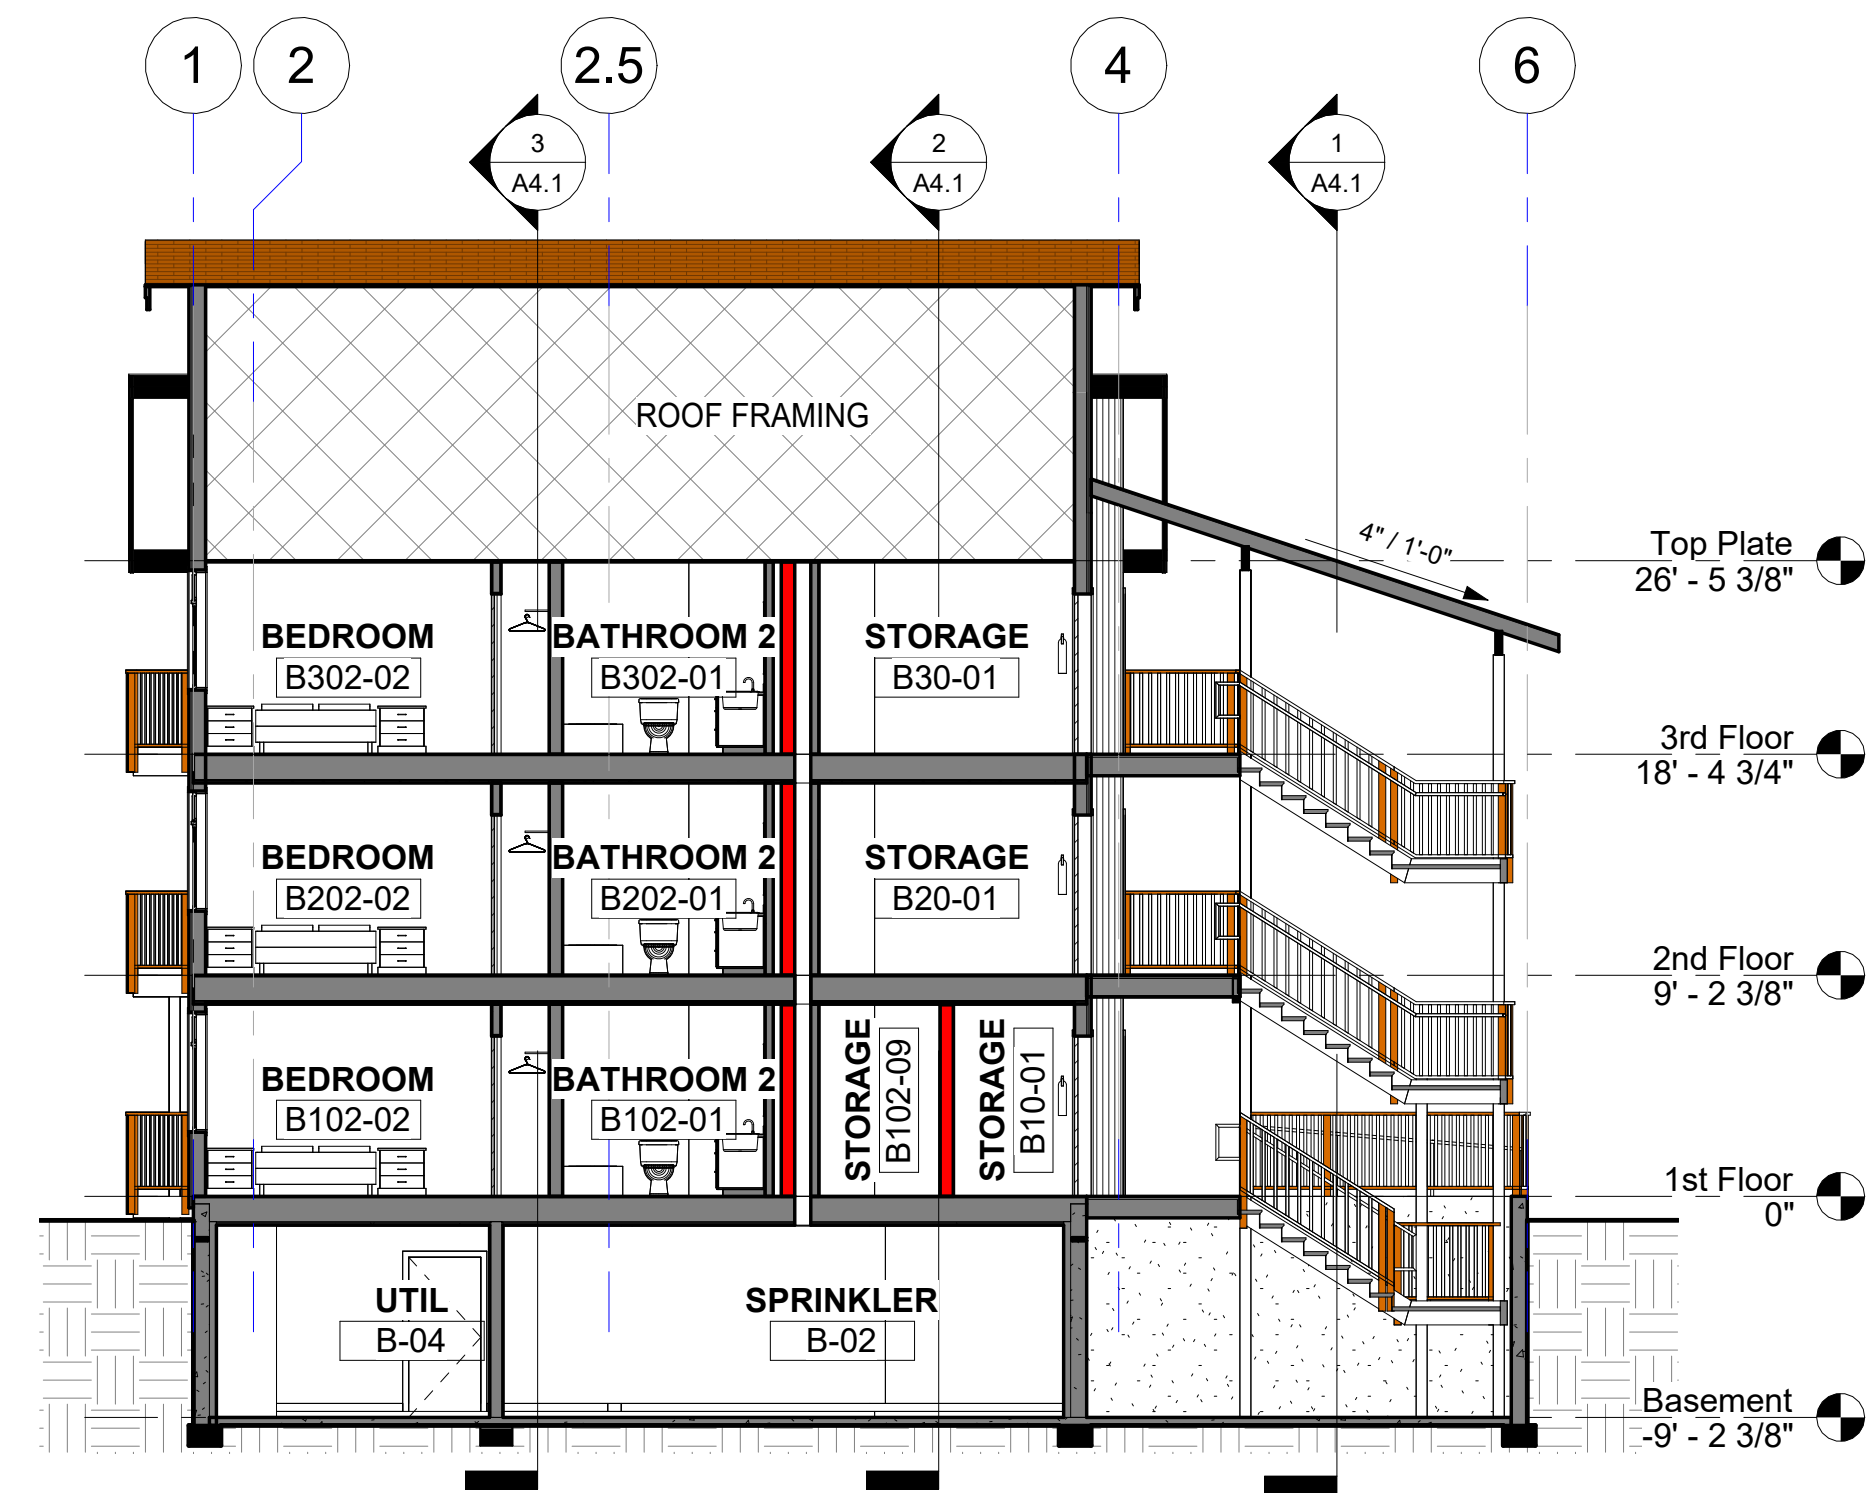 1
2
2.5
4
6
3
A4.1
2
A4.1
1
A4.1
ROOF FRAMING
4" / 1'-0"
Top Plate
26' - 5 3/8"
BEDROOM
B302-02
BATHROOM 2
B302-01
STORAGE
B30-01
3rd Floor
18' - 4 3/4"
BEDROOM
B202-02
BATHROOM 2
B202-01
STORAGE
B20-01
2nd Floor
9' - 2 3/8"
BEDROOM
B102-02
BATHROOM 2
B102-01
STORAGE
B102-09
STORAGE
B10-01
1st Floor
0"
UTIL
B-04
SPRINKLER
B-02
Basement
-9' - 2 3/8"